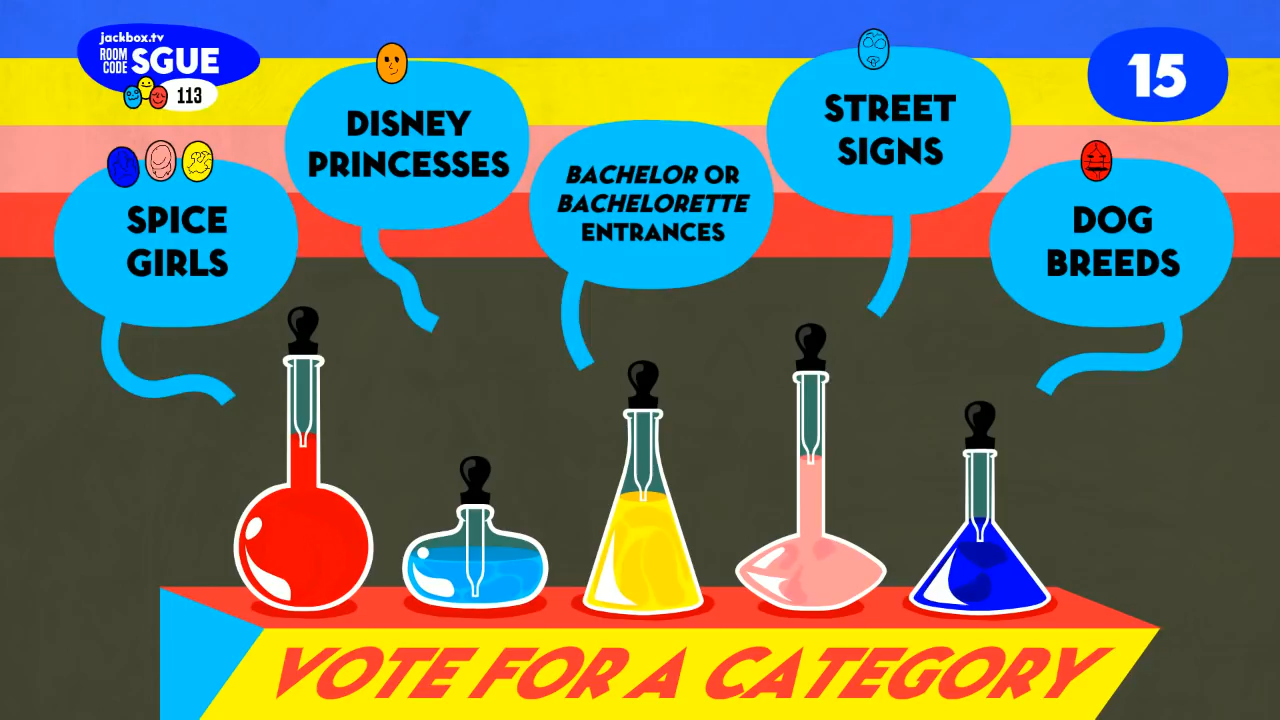 jackbox.tv
ROOM CODE SGUE
113
15
DISNEY
PRINCESSES
STREET
SIGNS
BACHELOR OR
BACHELORETTE
ENTRANCES
SPICE
GIRLS
DOG
BREEDS
VOTE FOR A CATEGORY